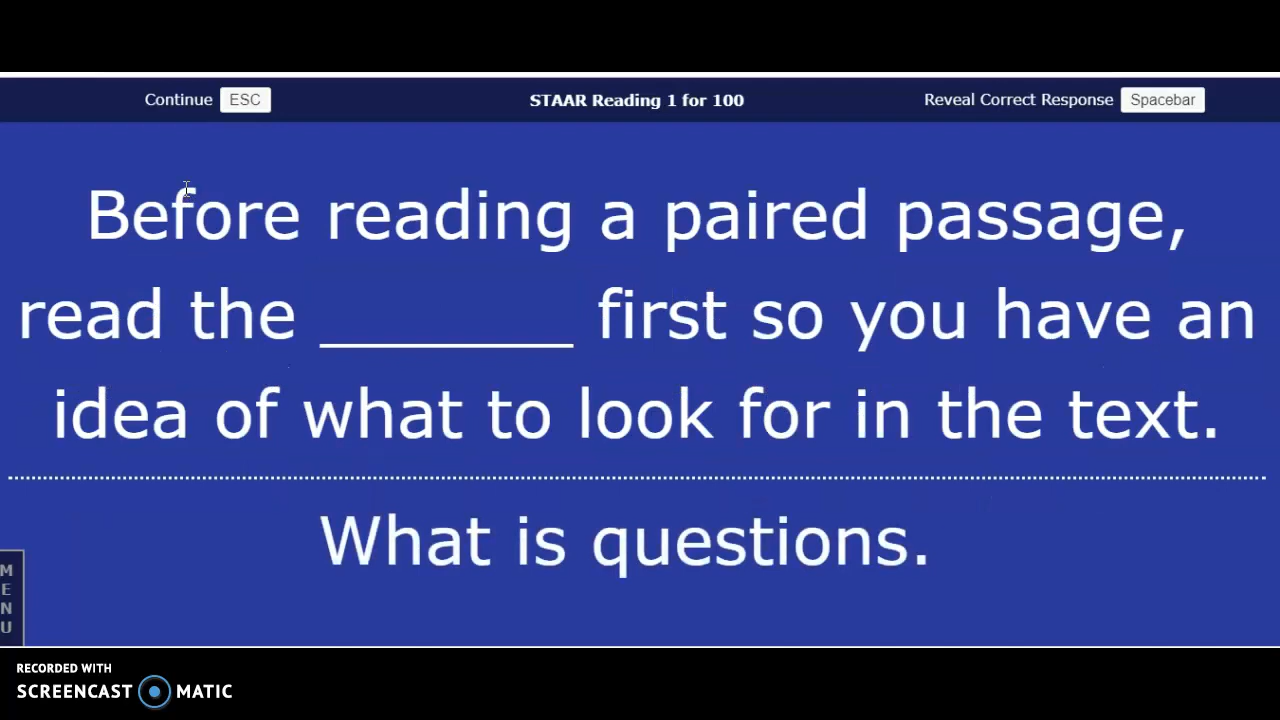 Continue ESC STAAR Reading 1 for 100 Reveal Correct Response Spacebar
Before reading a paired passage,
read the ________ first so you have an
idea of what to look for in the text.
What is questions.
MENU
RECORDED WITH
SCREENCAST MATIC